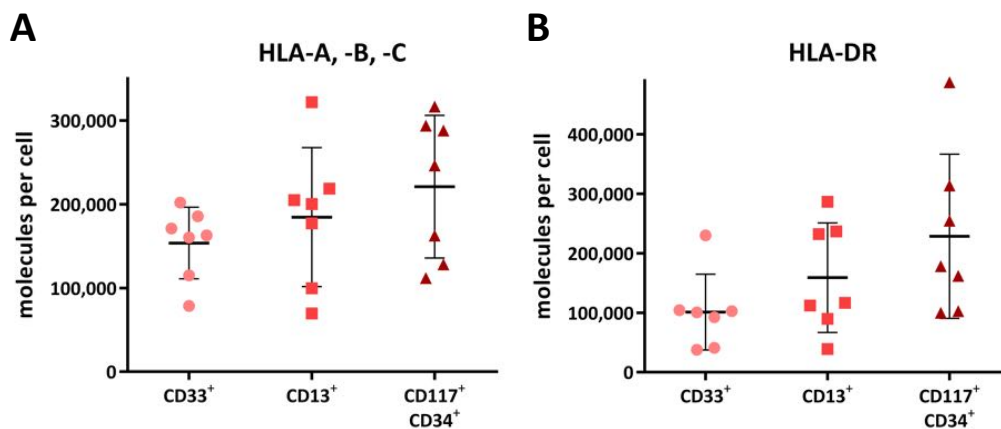 A
HLA-A, -B, -C
molecules per cell
300,000
200,000
100,000
0
CD33⁺
CD13⁺
CD117⁺
CD34⁺
B
HLA-DR
molecules per cell
400,000
300,000
200,000
100,000
0
CD33⁺
CD13⁺
CD117⁺
CD34⁺